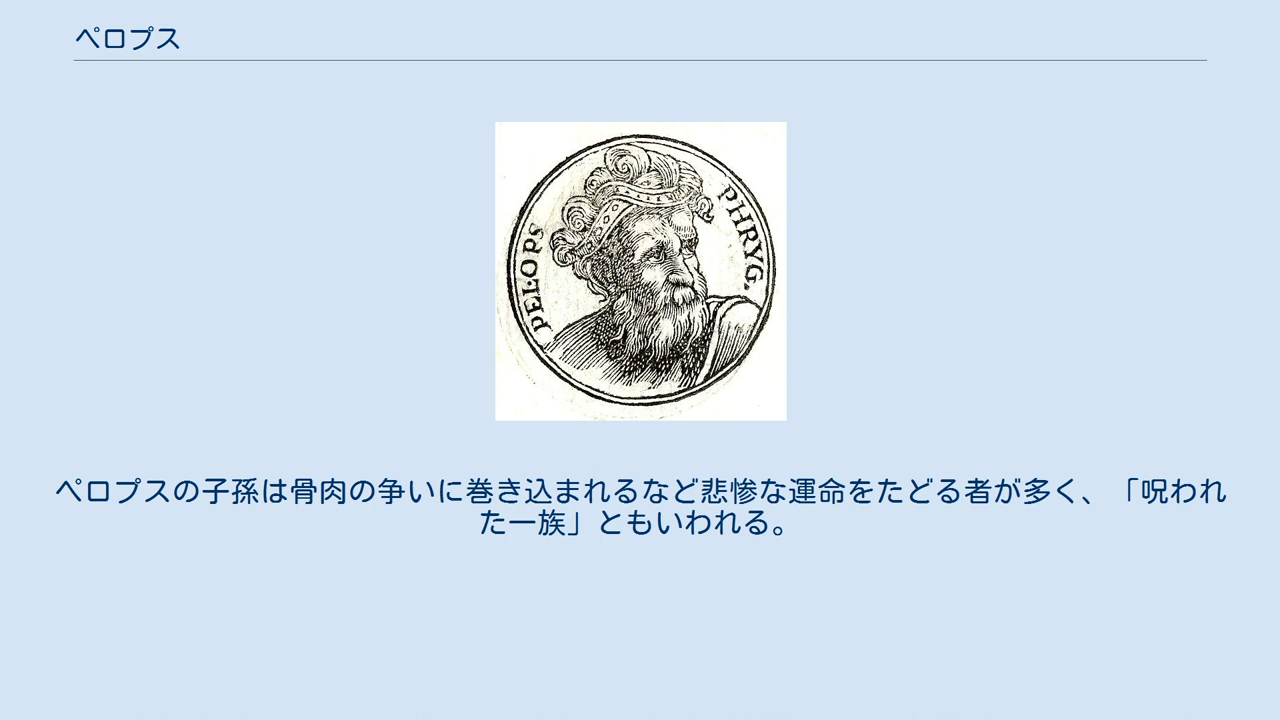 ペロプス
PELOPS
PHRYG.
ペロプスの子孫は骨肉の争いに巻き込まれるなど悲惨な運命をたどる者が多く、「呪われ
た一族」ともいわれる。